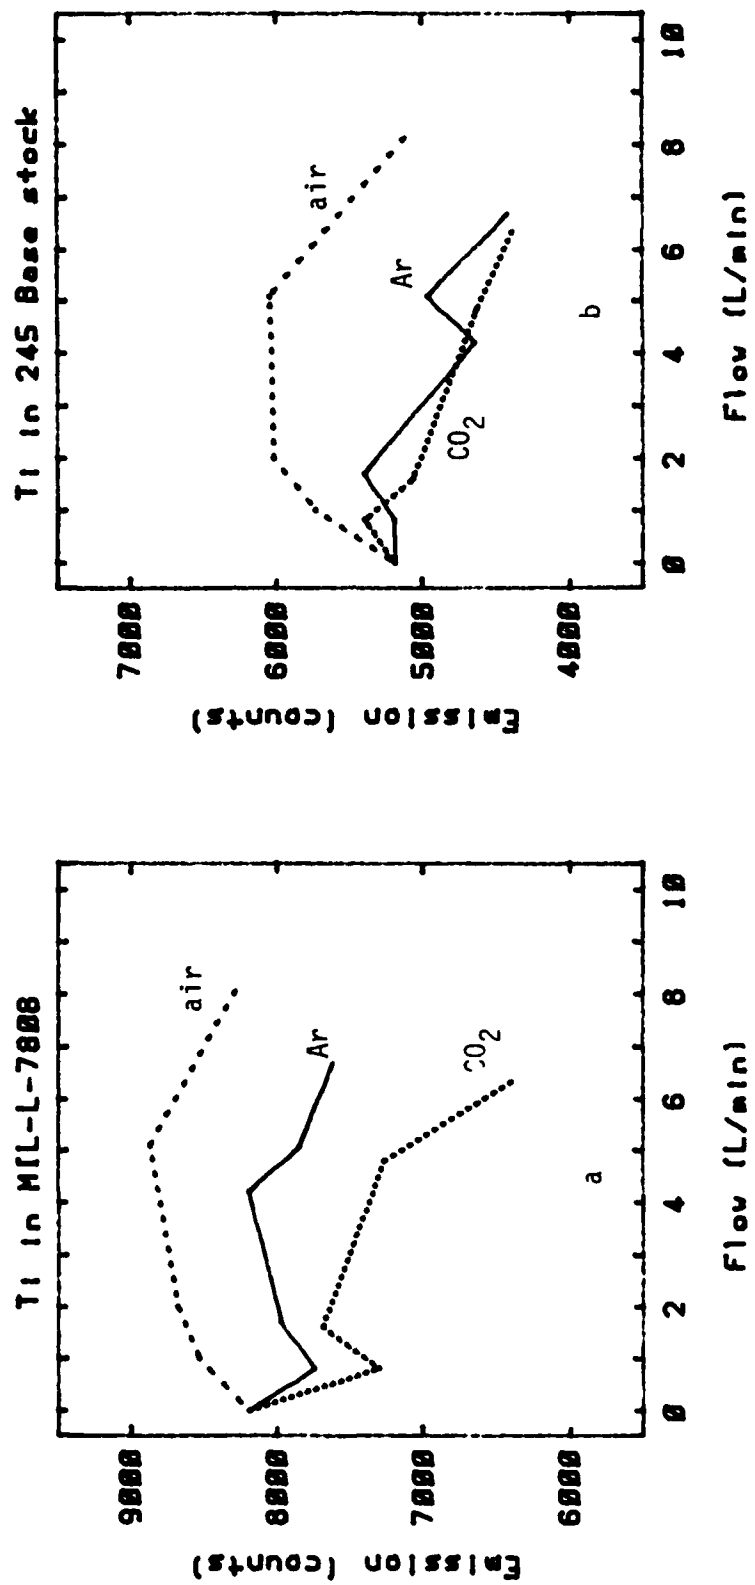 Ti in MIL-L-7808
Emission (counts)
9000
8000
7000
6000
air
Ar
CO2
a
0 2 4 6 8 10
Flow (L/min)
Ti in 245 Base stock
Emission (counts)
7000
6000
5000
4000
air
Ar
CO2
b
0 2 4 6 8 10
Flow (L/min)